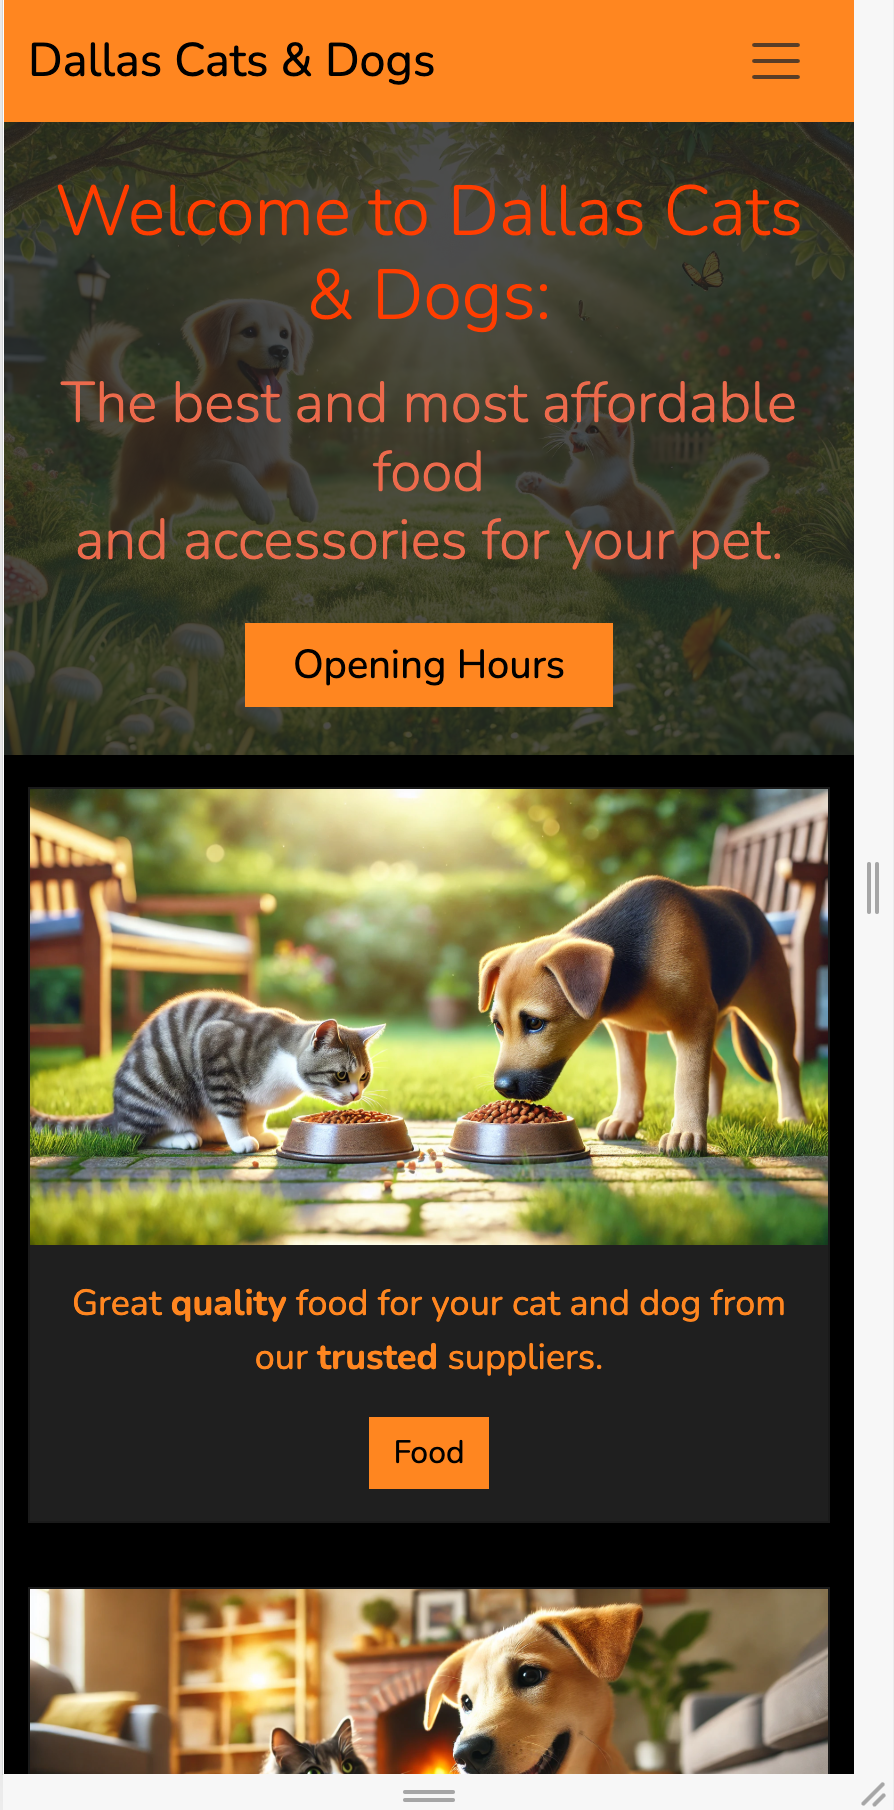 Dallas Cats & Dogs
Welcome to Dallas Cats
& Dogs:
The best and most affordable
food
and accessories for your pet.
Opening Hours
Great quality food for your cat and dog from
our trusted suppliers.
Food